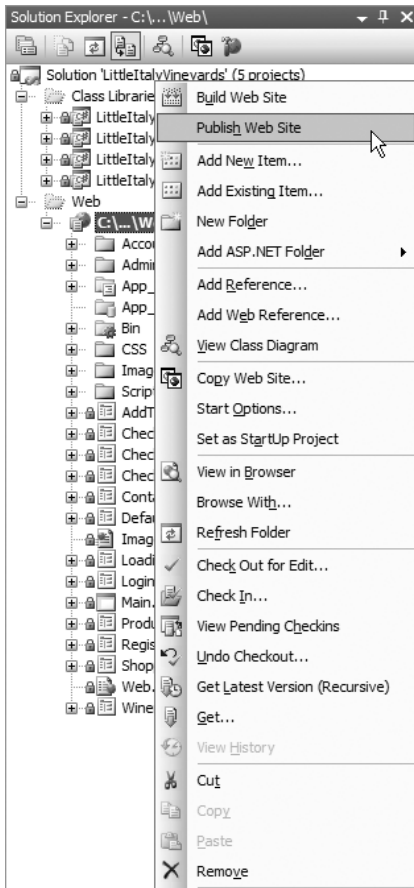 Solution Explorer - C:\...\Web\
Solution 'LittleItalyVineyards' (5 projects)
Class Librarie
LittleItaly
LittleItaly
LittleItaly
LittleItaly
Web
C:\...\W
Accou
Admin
App_
App_
Bin
CSS
Imag
Scrip
AddT
Chec
Chec
Chec
Conta
Defau
Imag
Loadi
Login
Main.
Produ
Regis
Shop
Web.
Wine
Build Web Site
Publish Web Site
Add New Item...
Add Existing Item...
New Folder
Add ASP.NET Folder
Add Reference...
Add Web Reference...
View Class Diagram
Copy Web Site...
Start Options...
Set as StartUp Project
View in Browser
Browse With...
Refresh Folder
Check Out for Edit...
Check In...
View Pending Checkins
Undo Checkout...
Get Latest Version (Recursive)
Get...
View History
Cut
Copy
Paste
Remove